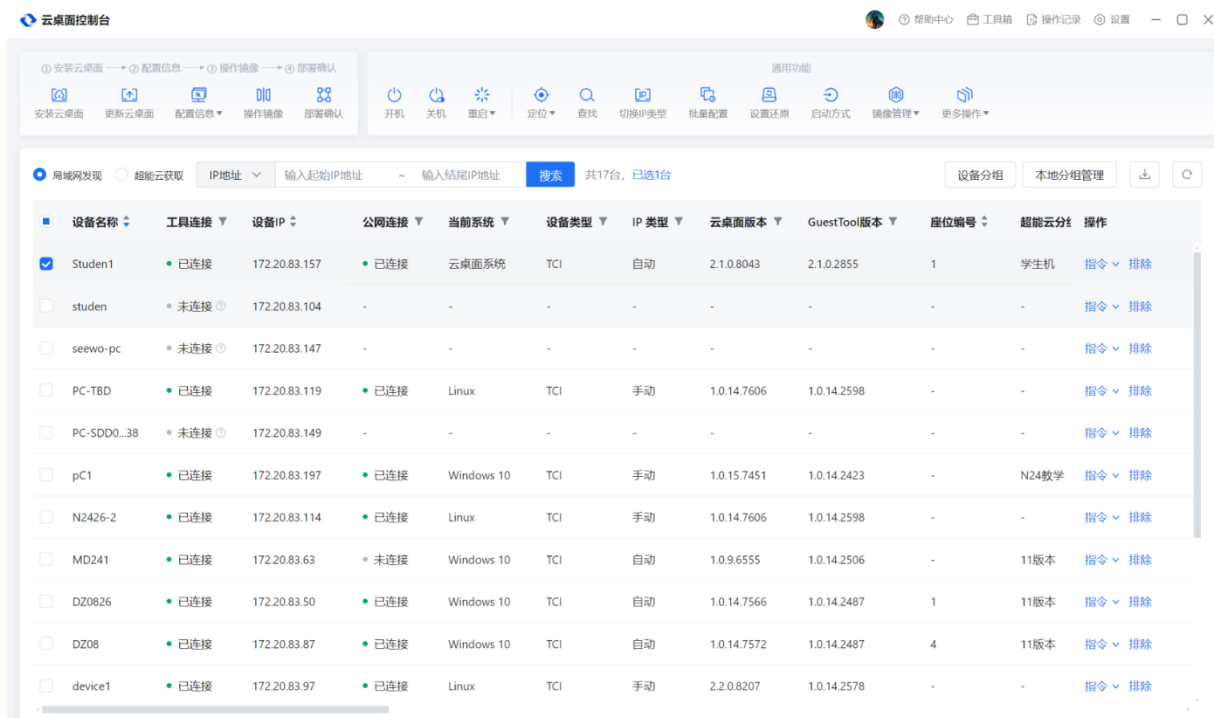 云桌面控制台 帮助中心 工具箱 操作记录 设置
①安装云桌面 ②配置信息 ③操作镜像 ④部署确认 通用功能
安装云桌面 更新云桌面 配置信息 操作镜像 部署确认 开机 关机 重启 定位 查找 切换IP类型 批量配置 设置还原 启动方式 镜像管理 更多操作
局域网发现 超能云获取 IP地址 输入起始IP地址 ~ 输入结尾IP地址 搜索 共17台，已选1台 设备分组 本地分组管理
设备名称 工具连接 设备IP 公网连接 当前系统 设备类型 IP 类型 云桌面版本 GuestTool版本 座位编号 超能云分组 操作
Studen1 已连接 172.20.83.157 已连接 云桌面系统 TCI 自动 2.1.0.8043 2.1.0.2855 1 学生机 指令 排除
studen 未连接 172.20.83.104 - - - - - - - - 指令 排除
seewo-pc 未连接 172.20.83.147 - - - - - - - - 指令 排除
PC-TBD 已连接 172.20.83.119 已连接 Linux TCI 手动 1.0.14.7606 1.0.14.2598 - - 指令 排除
PC-SDD0...38 未连接 172.20.83.149 - - - - - - - - 指令 排除
pC1 已连接 172.20.83.197 已连接 Windows 10 TCI 手动 1.0.15.7451 1.0.14.2423 - N24教学 指令 排除
N2426-2 已连接 172.20.83.114 已连接 Linux TCI 手动 1.0.14.7606 1.0.14.2598 - - 指令 排除
MD241 已连接 172.20.83.63 未连接 Windows 10 TCI 自动 1.0.9.6555 1.0.14.2506 - 11版本 指令 排除
DZ0826 已连接 172.20.83.50 已连接 Windows 10 TCI 自动 1.0.14.7566 1.0.14.2487 1 11版本 指令 排除
DZ08 已连接 172.20.83.87 已连接 Windows 10 TCI 自动 1.0.14.7572 1.0.14.2487 4 11版本 指令 排除
device1 已连接 172.20.83.97 已连接 Linux TCI 手动 2.2.0.8207 1.0.14.2578 - - 指令 排除